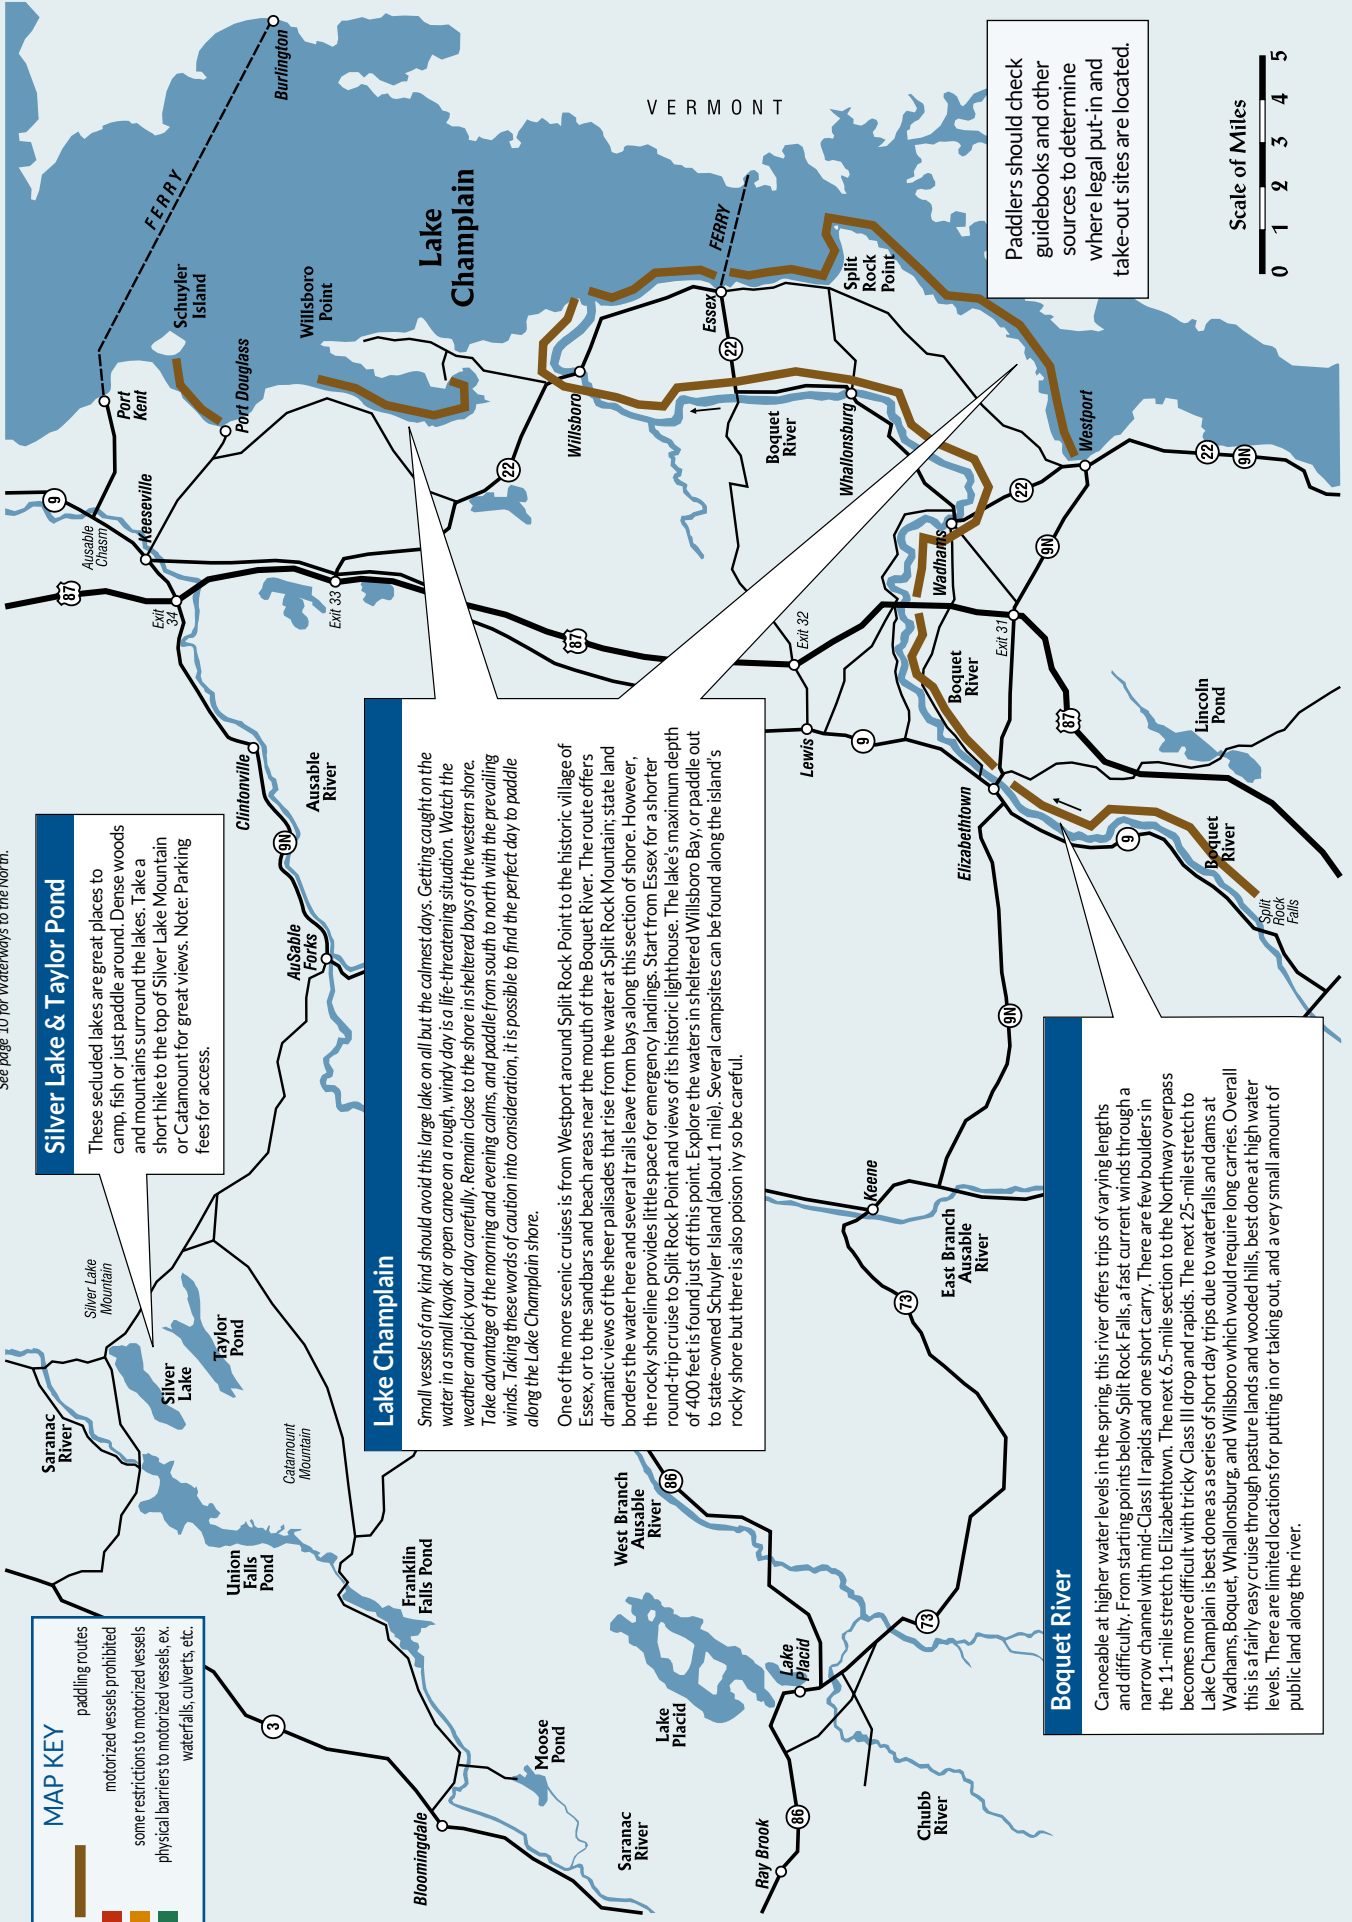 See page 10 for Waterways to the North.
MAP KEY
paddling routes
motorized vessels prohibited
some restrictions to motorized vessels
physical barriers to motorized vessels, ex.
waterfalls, culverts, etc.
Silver Lake & Taylor Pond
These secluded lakes are great places to
camp, fish or just paddle around. Dense woods
and mountains surround the lakes. Take a
short hike to the top of Silver Lake Mountain
or Catamount for great views. Note: Parking
fees for access.
Lake Champlain
Small vessels of any kind should avoid this large lake on all but the calmest days. Getting caught on the
water in a small kayak or open canoe on a rough, windy day is a life-threatening situation. Watch the
weather and pick your day carefully. Remain close to the shore in sheltered bays of the western shore.
Take advantage of the morning and evening calms, and paddle from south to north with the prevailing
winds. Taking these words of caution into consideration, it is possible to find the perfect day to paddle
along the Lake Champlain shore.
One of the more scenic cruises is from Westport around Split Rock Point to the historic village of
Essex, or to the sandbars and beach areas near the mouth of the Boquet River. The route offers
dramatic views of the sheer palisades that rise from the water at Split Rock Mountain; state land
borders the water here and several trails leave from bays along this section of shore. However,
the rocky shoreline provides little space for emergency landings. Start from Essex for a shorter
round-trip cruise to Split Rock Point and views of its historic lighthouse. The lake's maximum depth
of 400 feet is found just off this point. Explore the waters in sheltered Willsboro Bay, or paddle out
to state-owned Schuyler Island (about 1 mile). Several campsites can be found along the island's
rocky shore but there is also poison ivy so be careful.
Boquet River
Canoeable at higher water levels in the spring, this river offers trips of varying lengths
and difficulty. From starting points below Split Rock Falls, a fast current winds through a
narrow channel with mid-Class II rapids and one short carry. There are few boulders in
the 11-mile stretch to Elizabethtown. The next 6.5-mile section to the Northway overpass
becomes more difficult with tricky Class III drop and rapids. The next 25-mile stretch to
Lake Champlain is best done as a series of short day trips due to waterfalls and dams at
Wadhams, Boquet, Whallonsburg, and Willsboro which would require long carries. Overall
this is a fairly easy cruise through pasture lands and wooded hills, best done at high water
levels. There are limited locations for putting in or taking out, and a very small amount of
public land along the river.
Paddlers should check
guidebooks and other
sources to determine
where legal put-in and
take-out sites are located.
Scale of Miles
0 1 2 3 4 5
VERMONT
Burlington
FERRY
Schuyler
Island
Willsboro
Point
Lake
Champlain
Port
Kent
Port Douglass
FERRY
Essex
Split
Rock
Point
Keeseville
Ausable
Chasm
9
87
Exit
34
Exit 33
22
Willsboro
22
Boquet
River
Whallonsburg
Westport
22
9N
22
9N
Wadhams
Exit 32
87
Exit 31
Boquet
River
87
Lincoln
Pond
Clintonville
Ausable
River
9N
AuSable
Forks
Lewis
9
Elizabethtown
9
Boquet
River
Split
Rock
Falls
9N
Keene
East Branch
Ausable
River
73
Silver Lake
Mountain
Silver
Lake
Taylor
Pond
Saranac
River
Catamount
Mountain
Union
Falls
Pond
Franklin
Falls Pond
West Branch
Ausable
River
86
73
Lake
Placid
Lake
Placid
3
Moose
Pond
Bloomingdale
Saranac
River
Ray Brook
86
Chubb
River